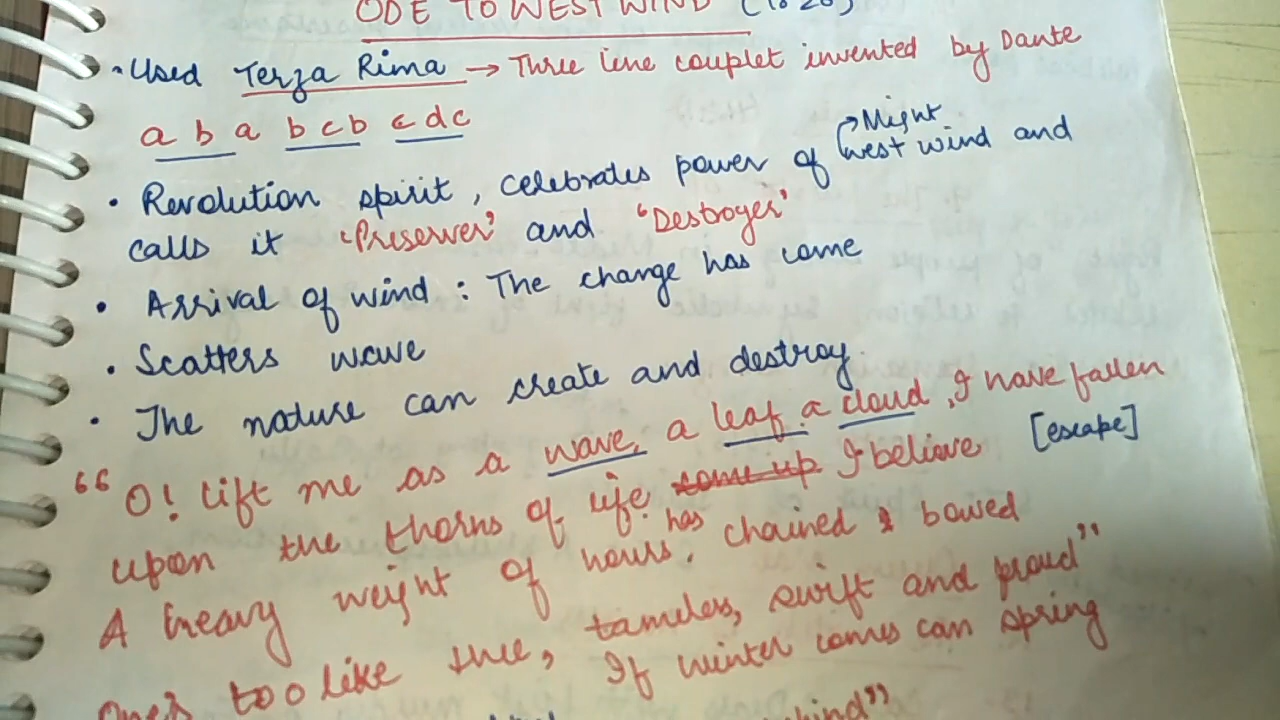 ODE TO WEST WIND (1820)
• Used Terza Rima → Three line couplet invented by Dante
a b a b c b c d c
Might
• Revolution spirit, celebrates power of west wind and
calls it 'Preserver' and 'Destroyer'
• Arrival of wind : The change has come
• Scatters wave
• The nature can create and destroy.
"O! lift me as a wave, a leaf, a cloud, I have fallen
upon the thorns of life! come up I believe [escape]
A heavy weight of hours. has chained & bowed
One's too like thee, tameless, swift and proud"
If winter comes can spring
behind"